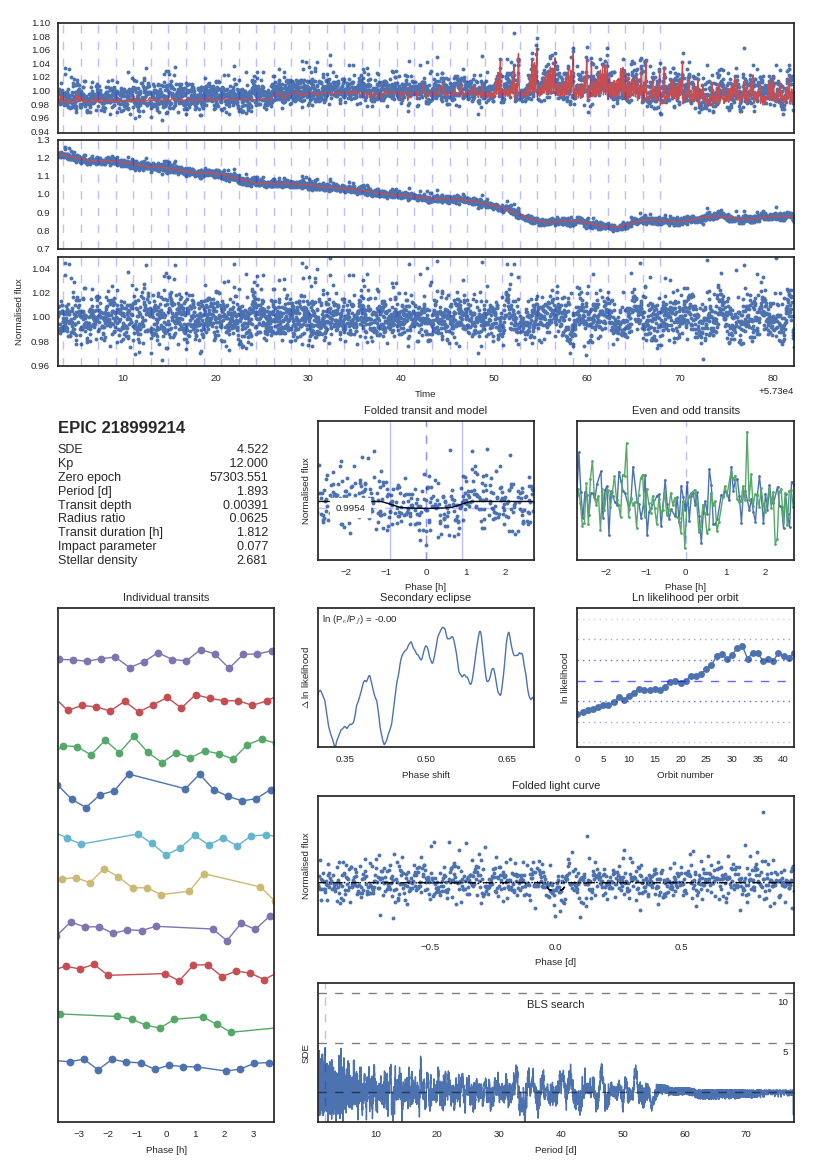 1.10
1.08
1.06
1.04
1.02
1.00
0.98
0.96
0.94
1.3
1.2
1.1
1.0
0.9
0.8
0.7
1.04
1.02
1.00
0.98
0.96
Normalised flux
10 20 30 40 50 60 70 80
Time
+5.73e4
EPIC 218999214
SDE 4.522
Kp 12.000
Zero epoch 57303.551
Period [d] 1.893
Transit depth 0.00391
Radius ratio 0.0625
Transit duration [h] 1.812
Impact parameter 0.077
Stellar density 2.681
Folded transit and model
Normalised flux
0.9954
−2 −1 0 1 2
Phase [h]
Even and odd transits
−2 −1 0 1 2
Phase [h]
Individual transits
−3 −2 −1 0 1 2 3
Phase [h]
Secondary eclipse
ln (Pₑ/P𝑓) = -0.00
Δ ln likelihood
0.35 0.50 0.65
Phase shift
Ln likelihood per orbit
ln likelihood
0 5 10 15 20 25 30 35 40
Orbit number
Folded light curve
Normalised flux
−0.5 0.0 0.5
Phase [d]
BLS search
10
5
SDE
10 20 30 40 50 60 70
Period [d]